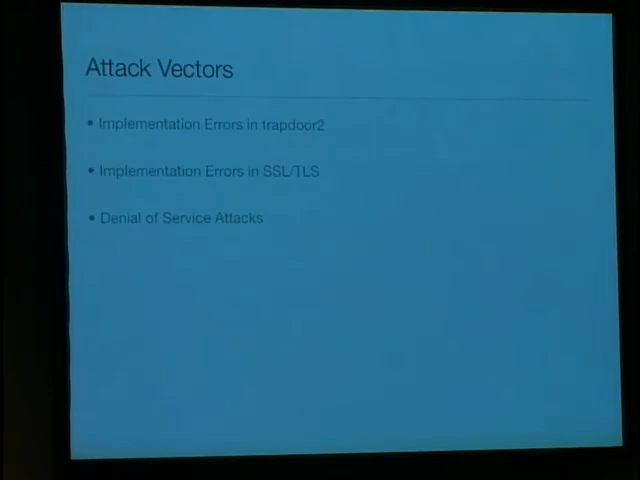 Attack Vectors
• Implementation Errors in trapdoor2
• Implementation Errors in SSL/TLS
• Denial of Service Attacks